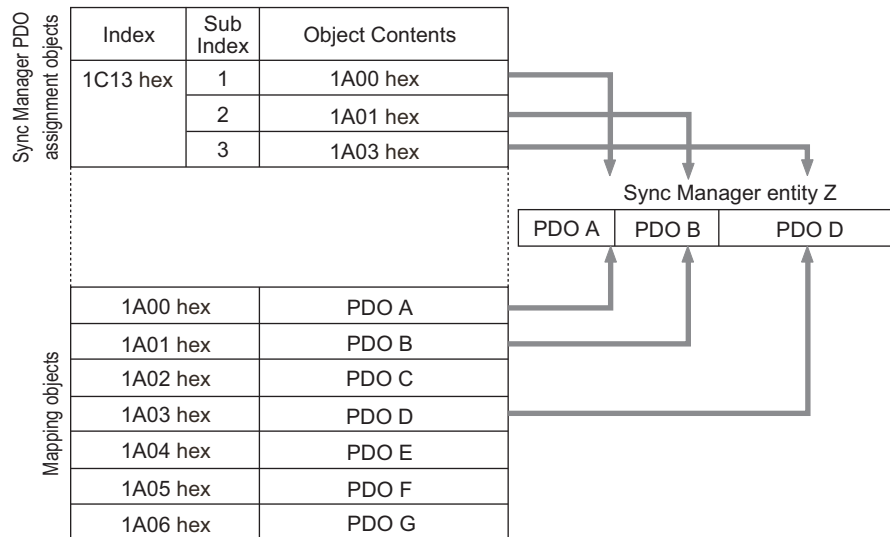 Sync Manager PDO
assignment objects
Index
Sub
Index
Object Contents
1C13 hex
1
1A00 hex
2
1A01 hex
3
1A03 hex
Sync Manager entity Z
PDO A
PDO B
PDO D
Mapping objects
1A00 hex
PDO A
1A01 hex
PDO B
1A02 hex
PDO C
1A03 hex
PDO D
1A04 hex
PDO E
1A05 hex
PDO F
1A06 hex
PDO G